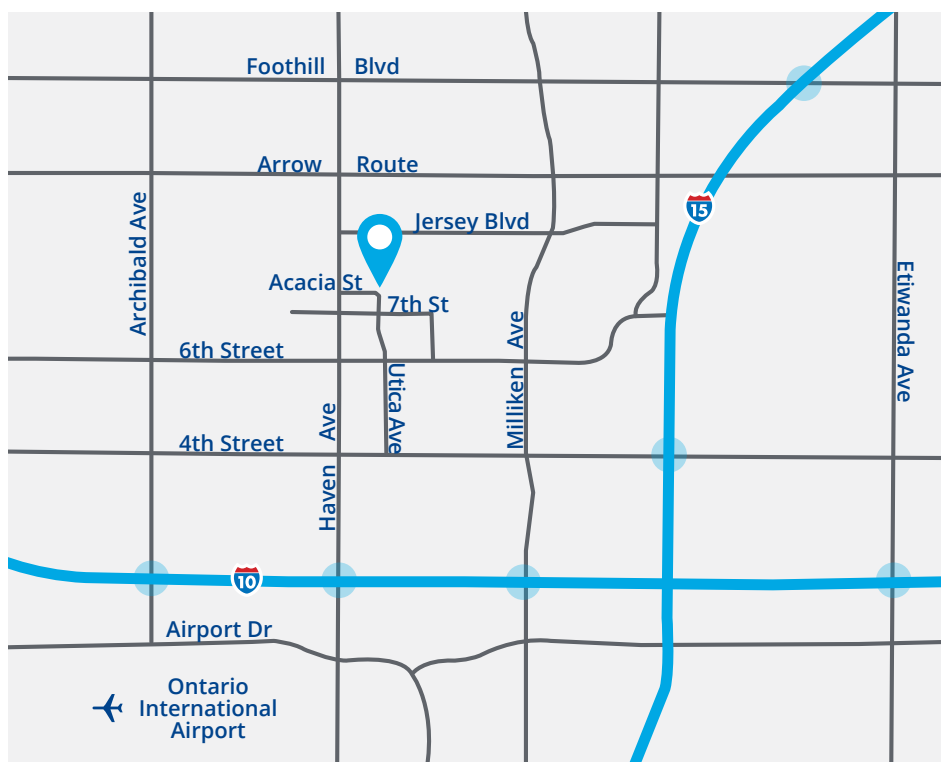 Foothill Blvd
Arrow Route
15
Archibald Ave
Jersey Blvd
Acacia St
7th St
Etiwanda Ave
6th Street
Milliken Ave
Utica Ave
Haven Ave
4th Street
10
Airport Dr
Ontario
International
Airport